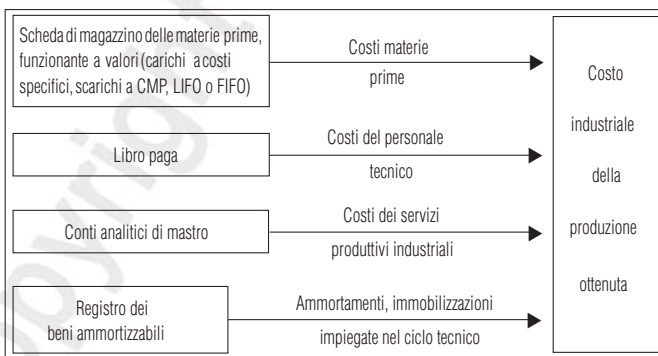 Scheda di magazzino delle materie prime,
funzionante a valori (carichi a costi
specifici, scarichi a CMP, LIFO o FIFO)
Costi materie
prime
Libro paga
Costi del personale
tecnico
Conti analitici di mastro
Costi dei servizi
produttivi industriali
Registro dei
beni ammortizzabili
Ammortamenti, immobilizzazioni
impiegate nel ciclo tecnico
Costo
industriale
della
produzione
ottenuta